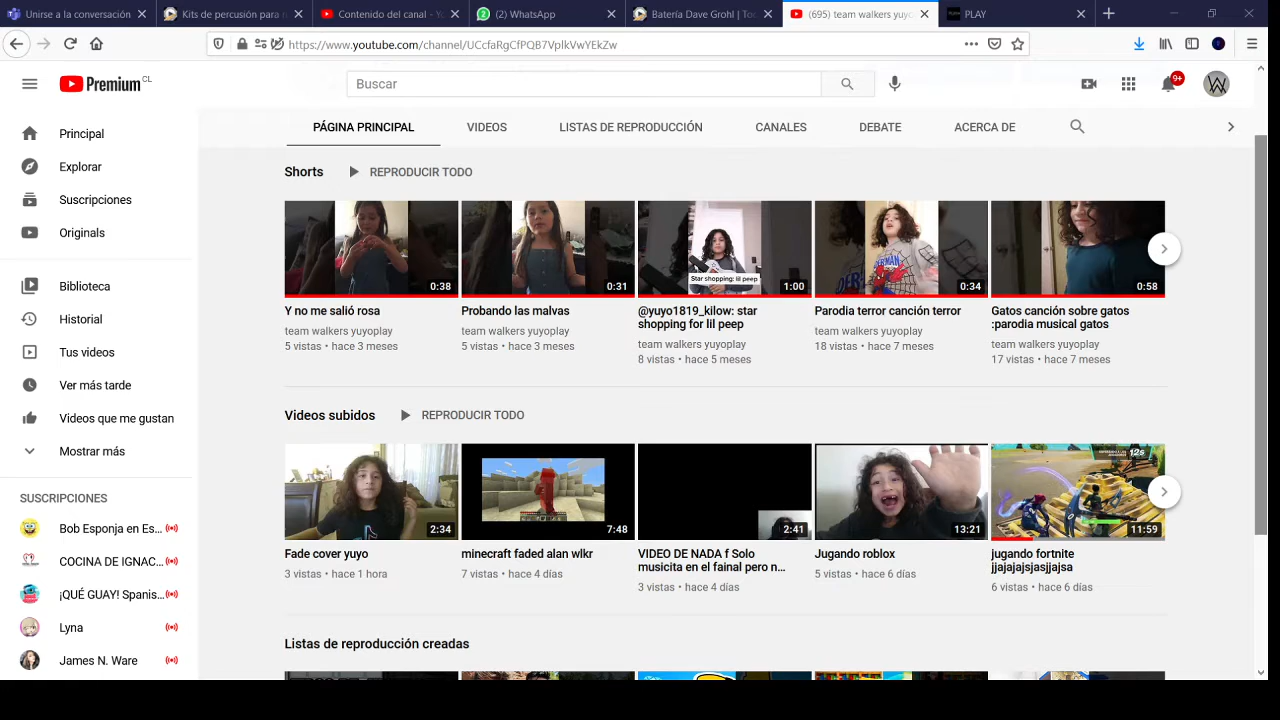 Unirse a la conversación
Kits de percusión para n
Contenido del canal - Yo
(2) WhatsApp
Batería Dave Grohl | Too
(695) team walkers yuyop
PLAY
https://www.youtube.com/channel/UCcfaRgCfPQB7VplkVwYEkZw
Premium CL
Buscar
9+
PÁGINA PRINCIPAL
VIDEOS
LISTAS DE REPRODUCCIÓN
CANALES
DEBATE
ACERCA DE
Principal
Explorar
Suscripciones
Originals
Biblioteca
Historial
Tus videos
Ver más tarde
Videos que me gustan
Mostrar más
SUSCRIPCIONES
Bob Esponja en Es...
COCINA DE IGNAC...
¡QUÉ GUAY! Spanis...
Lyna
James N. Ware
Shorts
REPRODUCIR TODO
0:38
Y no me salió rosa
team walkers yuyoplay
5 vistas • hace 3 meses
0:31
Probando las malvas
team walkers yuyoplay
5 vistas • hace 3 meses
Star shopping: lil peep
1:00
@yuyo1819_kilow: star
shopping for lil peep
team walkers yuyoplay
8 vistas • hace 5 meses
0:34
Parodia terror canción terror
team walkers yuyoplay
18 vistas • hace 7 meses
0:58
Gatos canción sobre gatos
:parodia musical gatos
team walkers yuyoplay
17 vistas • hace 7 meses
Videos subidos
REPRODUCIR TODO
2:34
Fade cover yuyo
3 vistas • hace 1 hora
7:48
minecraft faded alan wlkr
7 vistas • hace 4 días
2:41
VIDEO DE NADA f Solo
musicita en el fainal pero n...
3 vistas • hace 4 días
13:21
Jugando roblox
5 vistas • hace 6 días
12s
11:59
jugando fortnite
jjajajajsjasjjajsa
6 vistas • hace 6 días
Listas de reproducción creadas